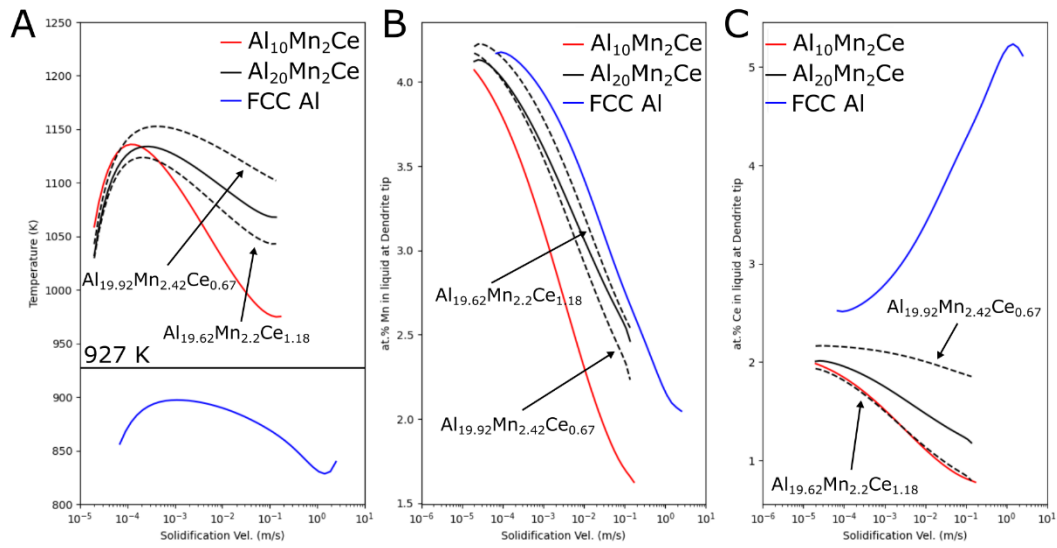 A
Al₁₀Mn₂Ce
Al₂₀Mn₂Ce
FCC Al
1250
1200
1150
1100
1050
1000
950
900
850
800
Temperature (K)
Al₁₉.₉₂Mn₂.₄₂Ce₀.₆₇
Al₁₉.₆₂Mn₂.₂Ce₁.₁₈
927 K
10⁻⁵ 10⁻⁴ 10⁻³ 10⁻² 10⁻¹ 10⁰ 10¹
Solidification Vel. (m/s)
B
Al₁₀Mn₂Ce
Al₂₀Mn₂Ce
FCC Al
4.0
3.5
3.0
2.5
2.0
1.5
at.% Mn in liquid at Dendrite tip
Al₁₉.₆₂Mn₂.₂Ce₁.₁₈
Al₁₉.₉₂Mn₂.₄₂Ce₀.₆₇
10⁻⁶ 10⁻⁵ 10⁻⁴ 10⁻³ 10⁻² 10⁻¹ 10⁰ 10¹
Solidification Vel. (m/s)
C
Al₁₀Mn₂Ce
Al₂₀Mn₂Ce
FCC Al
5
4
3
2
1
at.% Ce in liquid at Dendrite tip
Al₁₉.₉₂Mn₂.₄₂Ce₀.₆₇
Al₁₉.₆₂Mn₂.₂Ce₁.₁₈
10⁻⁶ 10⁻⁵ 10⁻⁴ 10⁻³ 10⁻² 10⁻¹ 10⁰ 10¹
Solidification Vel. (m/s)